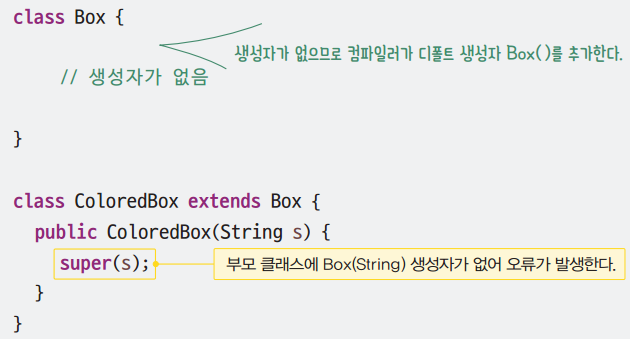 class Box {
생성자가 없으므로 컴파일러가 디폴트 생성자 Box()를 추가한다.
// 생성자가 없음
}
class ColoredBox extends Box {
public ColoredBox(String s) {
super(s);
부모 클래스에 Box(String) 생성자가 없어 오류가 발생한다.
}
}